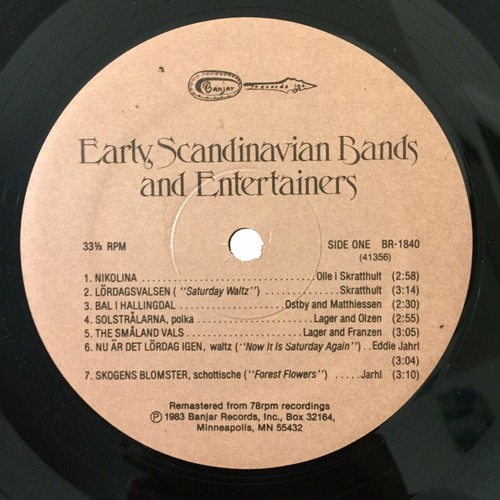 Banjar records inc.
Early Scandinavian Bands
and Entertainers
33⅓ RPM
SIDE ONE BR-1840
(41356)
1. NIKOLINA .......................... Olle i Skratthult (2:58)
2. LÖRDAGSVALSEN ("Saturday Waltz") .............. Skratthult (3:14)
3. BAL I HALLINGDAL .............. Ostby and Matthiessen (2:30)
4. SOLSTRÅLARNA, polka .................. Lager and Olzen (2:55)
5. THE SMÅLAND VALS .................. Lager and Franzen (3:05)
6. NU ÄR DET LÖRDAG IGEN, waltz ("Now It Is Saturday Again") .. Eddie Jahrl
(3:04)
7. SKOGENS BLOMSTER, schottische ("Forest Flowers") ..... Jarhl (3:10)
Remastered from 78rpm recordings
Ⓟ 1983 Banjar Records, Inc., Box 32164,
Minneapolis, MN 55432